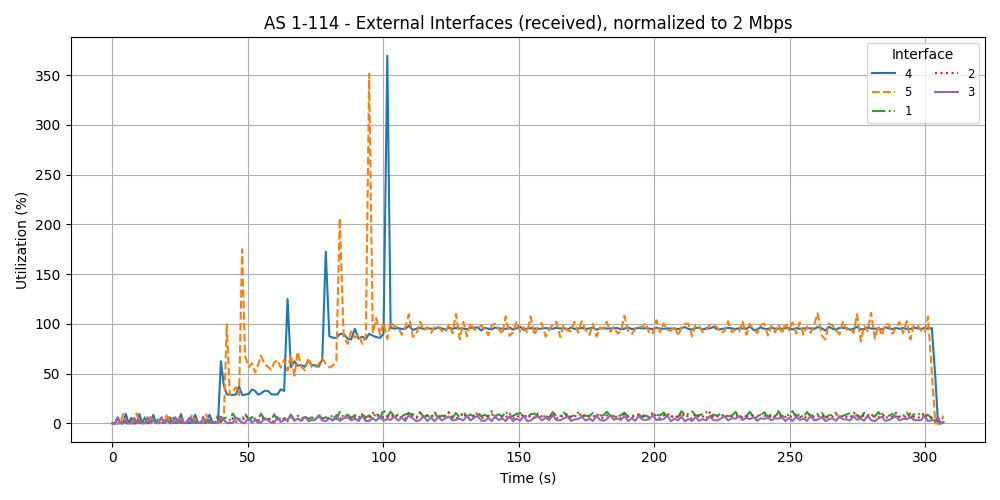 AS 1-114 - External Interfaces (received), normalized to 2 Mbps
Interface
4 2
5 3
1
350
300
250
200
150
100
50
0
Utilization (%)
0 50 100 150 200 250 300
Time (s)